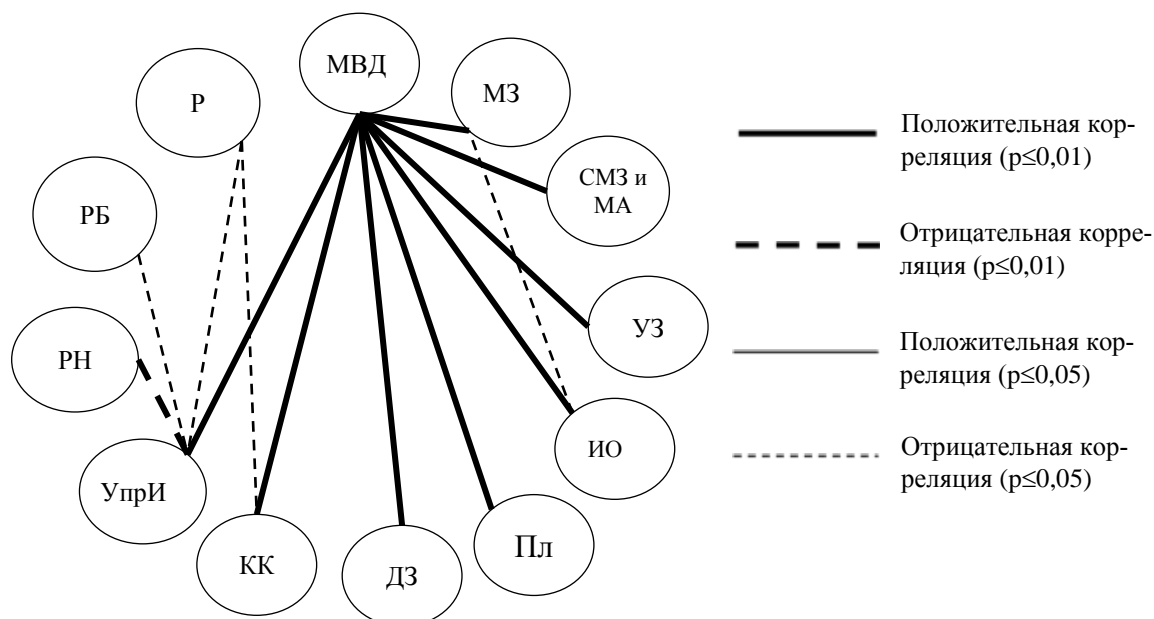 МВД
МЗ
Р
СМЗ и
МА
РБ
УЗ
РН
ИО
УпрИ
КК
ДЗ
Пл
Положительная кор-
реляция (р≤0,01)
Отрицательная корре-
ляция (р≤0,01)
Положительная кор-
реляция (р≤0,05)
Отрицательная кор-
реляция (р≤0,05)